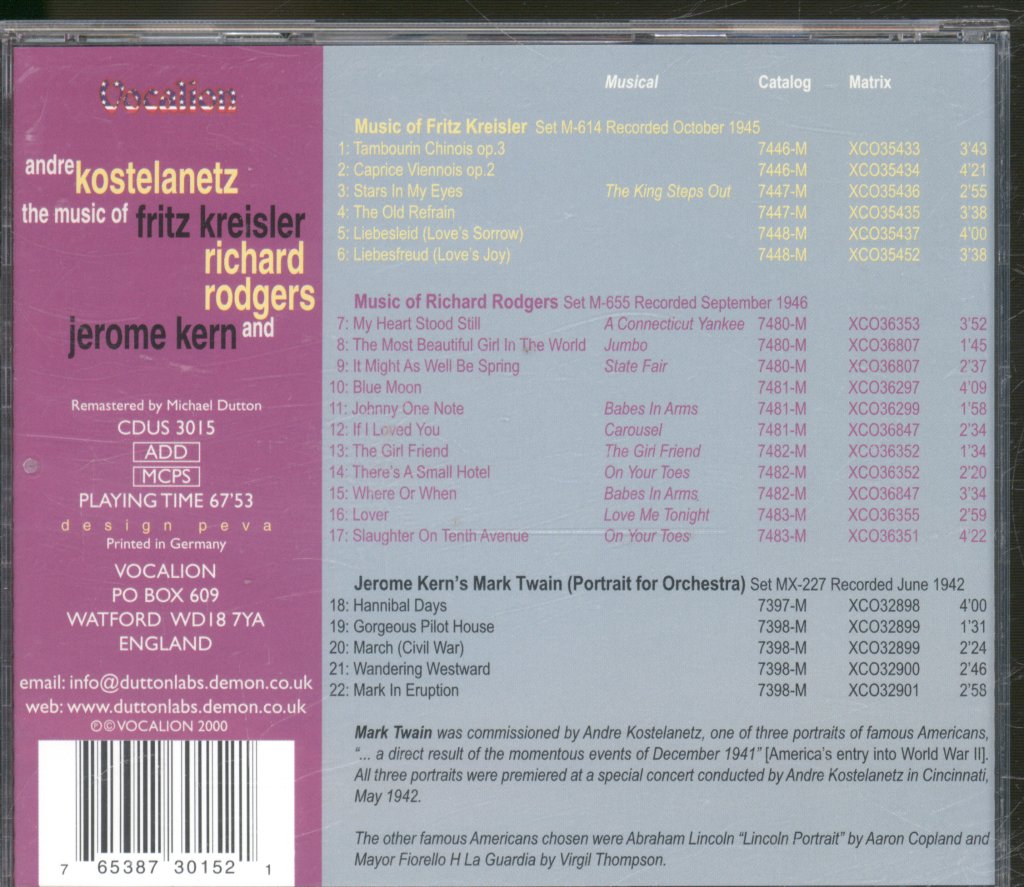 Vocalion
andre kostelanetz
the music of fritz kreisler
richard
rodgers
jerome kern and
Remastered by Michael Dutton
CDUS 3015
ADD
MCPS
PLAYING TIME 67'53
design peva
Printed in Germany
VOCALION
PO BOX 609
WATFORD WD18 7YA
ENGLAND
email: info@duttonlabs.demon.co.uk
web: www.duttonlabs.demon.co.uk
℗©VOCALION 2000
7 65387 30152 1
Musical Catalog Matrix
Music of Fritz Kreisler Set M-614 Recorded October 1945
1: Tambourin Chinois op.3 7446-M XCO35433 3'43
2: Caprice Viennois op.2 7446-M XCO35434 4'21
3: Stars In My Eyes The King Steps Out 7447-M XCO35436 2'55
4: The Old Refrain 7447-M XCO35435 3'38
5: Liebesleid (Love's Sorrow) 7448-M XCO35437 4'00
6: Liebesfreud (Love's Joy) 7448-M XCO35452 3'38
Music of Richard Rodgers Set M-655 Recorded September 1946
7: My Heart Stood Still A Connecticut Yankee 7480-M XCO36353 3'52
8: The Most Beautiful Girl In The World Jumbo 7480-M XCO36807 1'45
9: It Might As Well Be Spring State Fair 7480-M XCO36807 2'37
10: Blue Moon 7481-M XCO36297 4'09
11: Johnny One Note Babes In Arms 7481-M XCO36299 1'58
12: If I Loved You Carousel 7481-M XCO36847 2'34
13: The Girl Friend The Girl Friend 7482-M XCO36352 1'34
14: There's A Small Hotel On Your Toes 7482-M XCO36352 2'20
15: Where Or When Babes In Arms 7482-M XCO36847 3'34
16: Lover Love Me Tonight 7483-M XCO36355 2'59
17: Slaughter On Tenth Avenue On Your Toes 7483-M XCO36351 4'22
Jerome Kern's Mark Twain (Portrait for Orchestra) Set MX-227 Recorded June 1942
18: Hannibal Days 7397-M XCO32898 4'00
19: Gorgeous Pilot House 7398-M XCO32899 1'31
20: March (Civil War) 7398-M XCO32899 2'24
21: Wandering Westward 7398-M XCO32900 2'46
22: Mark In Eruption 7398-M XCO32901 2'58
Mark Twain was commissioned by Andre Kostelanetz, one of three portraits of famous Americans,
"... a direct result of the momentous events of December 1941" [America's entry into World War II].
All three portraits were premiered at a special concert conducted by Andre Kostelanetz in Cincinnati,
May 1942.
The other famous Americans chosen were Abraham Lincoln "Lincoln Portrait" by Aaron Copland and
Mayor Fiorello H La Guardia by Virgil Thompson.